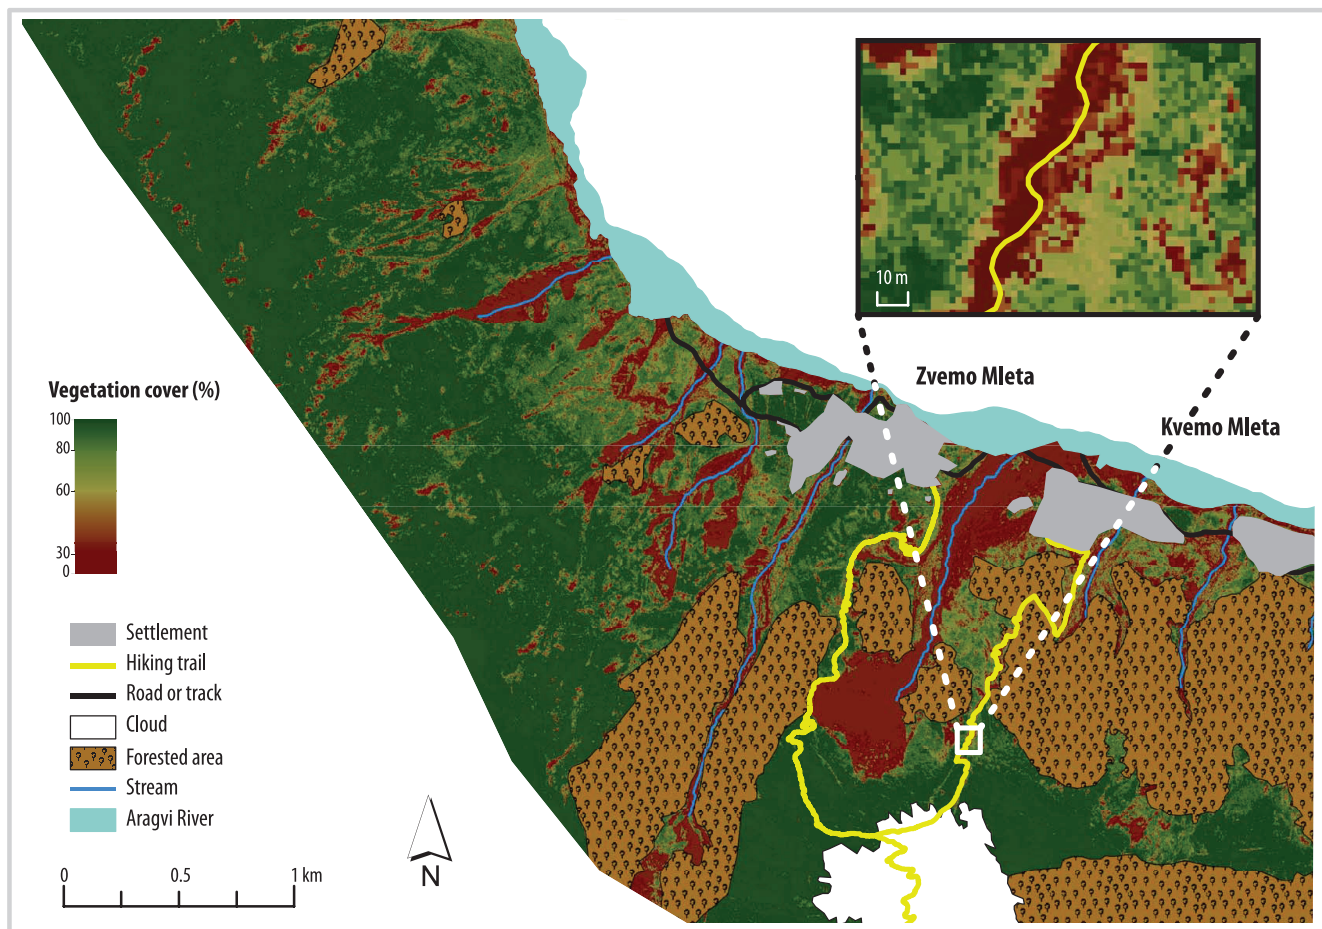 10 m
Zvemo Mleta
Kvemo Mleta
Vegetation cover (%)
100
80
60
30
0
Settlement
Hiking trail
Road or track
Cloud
Forested area
Stream
Aragvi River
N
0 0.5 1 km